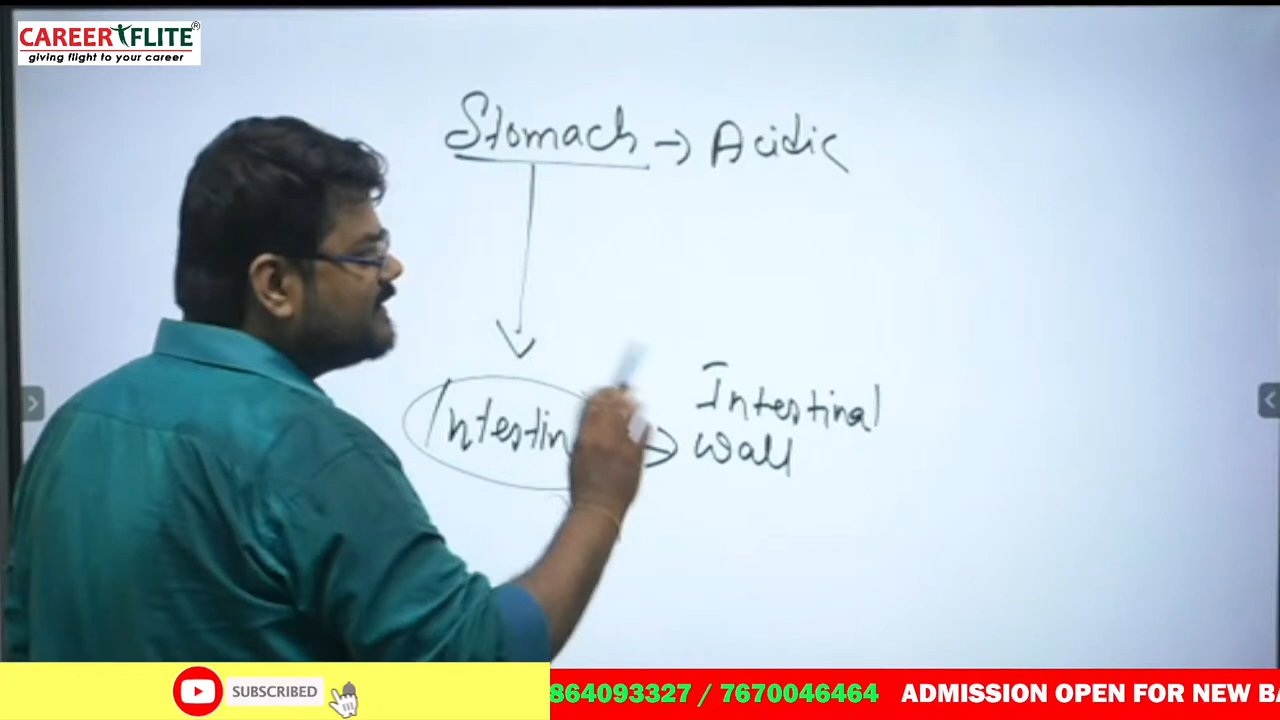 CAREER FLITE®
giving flight to your career
Stomach → Acidic
Intestin → Intestinal
Wall
SUBSCRIBED
864093327 / 7670046464 ADMISSION OPEN FOR NEW BA